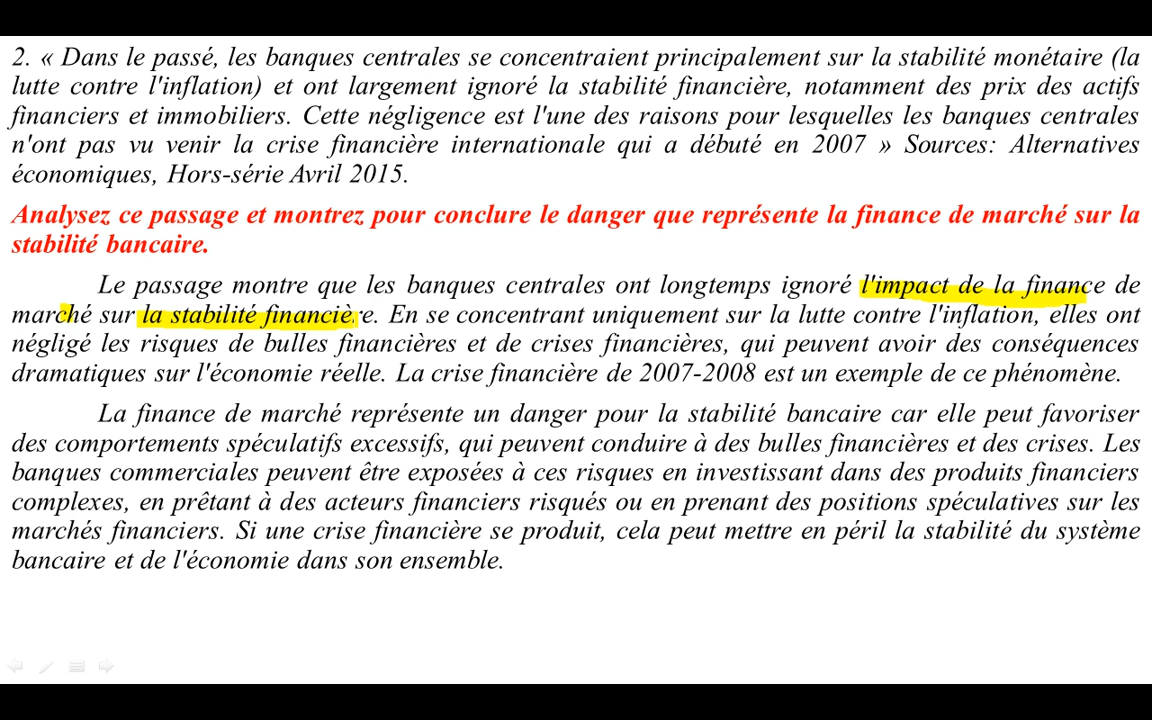 2. « Dans le passé, les banques centrales se concentraient principalement sur la stabilité monétaire (la
lutte contre l'inflation) et ont largement ignoré la stabilité financière, notamment des prix des actifs
financiers et immobiliers. Cette négligence est l'une des raisons pour lesquelles les banques centrales
n'ont pas vu venir la crise financière internationale qui a débuté en 2007 » Sources: Alternatives
économiques, Hors-série Avril 2015.
Analysez ce passage et montrez pour conclure le danger que représente la finance de marché sur la
stabilité bancaire.
Le passage montre que les banques centrales ont longtemps ignoré l'impact de la finance de
marché sur la stabilité financière. En se concentrant uniquement sur la lutte contre l'inflation, elles ont
négligé les risques de bulles financières et de crises financières, qui peuvent avoir des conséquences
dramatiques sur l'économie réelle. La crise financière de 2007-2008 est un exemple de ce phénomène.
La finance de marché représente un danger pour la stabilité bancaire car elle peut favoriser
des comportements spéculatifs excessifs, qui peuvent conduire à des bulles financières et des crises. Les
banques commerciales peuvent être exposées à ces risques en investissant dans des produits financiers
complexes, en prêtant à des acteurs financiers risqués ou en prenant des positions spéculatives sur les
marchés financiers. Si une crise financière se produit, cela peut mettre en péril la stabilité du système
bancaire et de l'économie dans son ensemble.